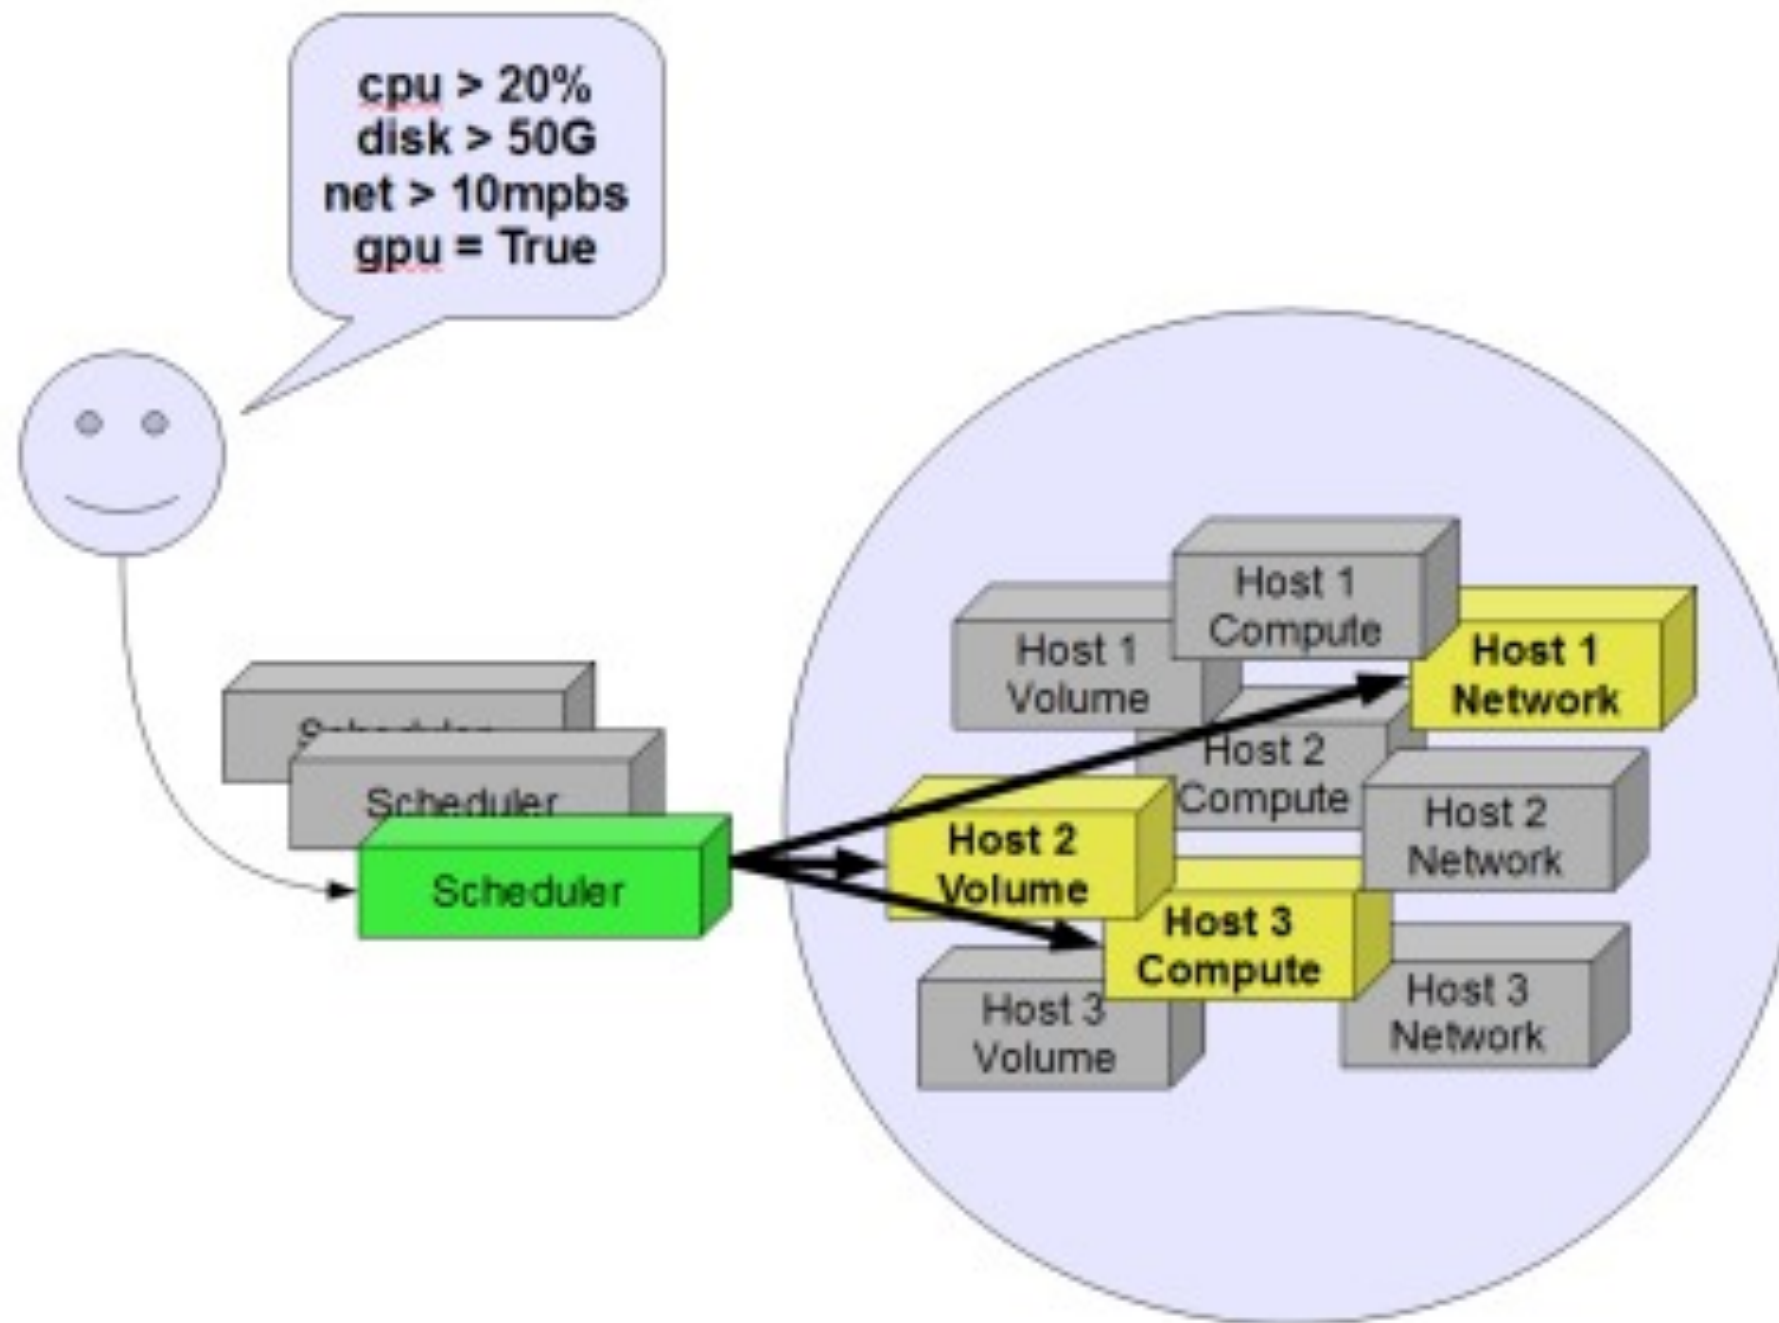 cpu > 20%
disk > 50G
net > 10mpbs
gpu = True
Host 1
Compute
Host 1
Volume
Host 1
Network
Host 2
Compute
Scheduler
Scheduler
Scheduler
Host 2
Volume
Host 2
Network
Host 3
Compute
Host 3
Volume
Host 3
Network